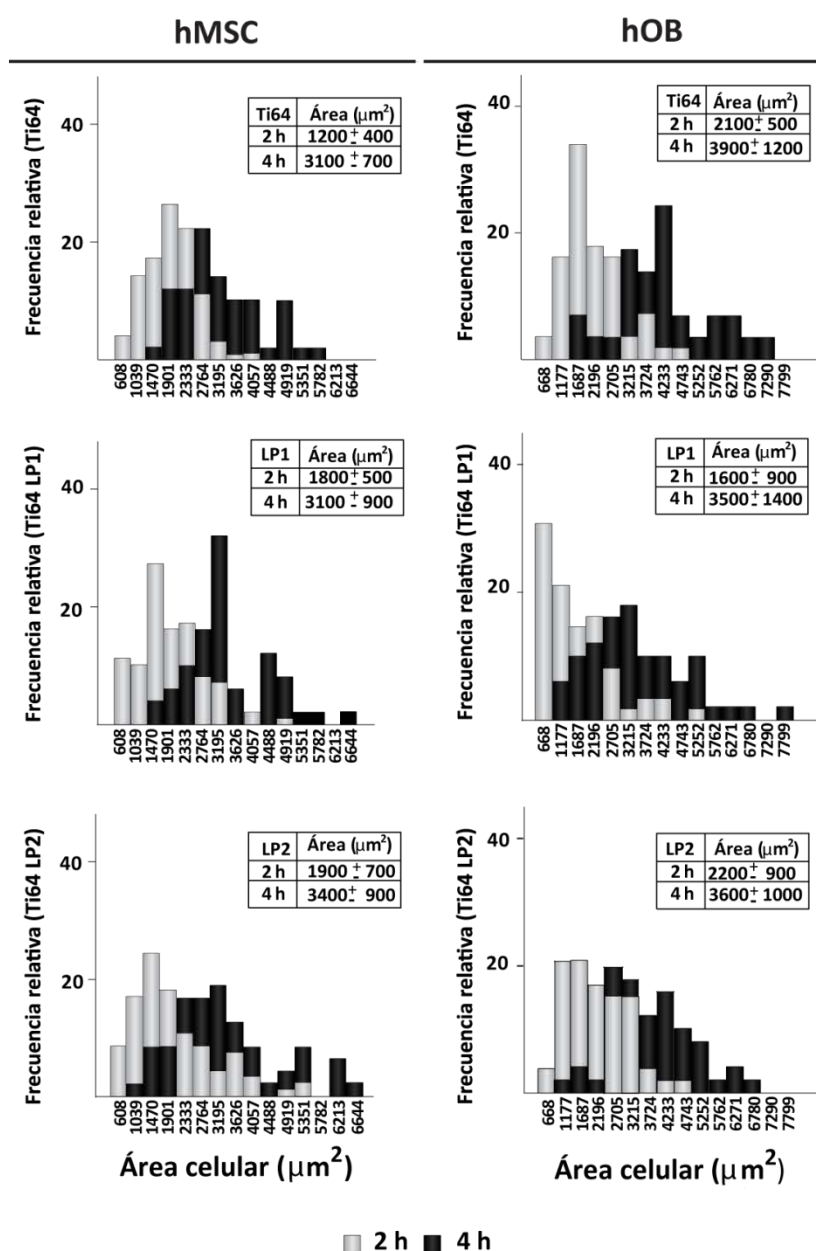 hMSC
hOB
Frecuencia relativa (Ti64)
40
20
Ti64 Área (μm²)
2 h 1200 ± 400
4 h 3100 ± 700
608 1039 1470 1901 2333 2764 3195 3626 4057 4488 4919 5351 5782 6213 6644
Frecuencia relativa (Ti64)
40
20
Ti64 Área (μm²)
2 h 2100 ± 500
4 h 3900 ± 1200
668 1177 1687 2196 2705 3215 3724 4233 4743 5252 5762 6271 6780 7290 7799
Frecuencia relativa (Ti64 LP1)
40
20
LP1 Área (μm²)
2 h 1800 ± 500
4 h 3100 ± 900
608 1039 1470 1901 2333 2764 3195 3626 4057 4488 4919 5351 5782 6213 6644
Frecuencia relativa (Ti64 LP1)
40
20
LP1 Área (μm²)
2 h 1600 ± 900
4 h 3500 ± 1400
668 1177 1687 2196 2705 3215 3724 4233 4743 5252 5762 6271 6780 7290 7799
Frecuencia relativa (Ti64 LP2)
40
20
LP2 Área (μm²)
2 h 1900 ± 700
4 h 3400 ± 900
608 1039 1470 1901 2333 2764 3195 3626 4057 4488 4919 5351 5782 6213 6644
Área celular (μm²)
Frecuencia relativa (Ti64 LP2)
40
20
LP2 Área (μm²)
2 h 2200 ± 900
4 h 3600 ± 1000
668 1177 1687 2196 2705 3215 3724 4233 4743 5252 5762 6271 6780 7290 7799
Área celular (μm²)
2 h 4 h